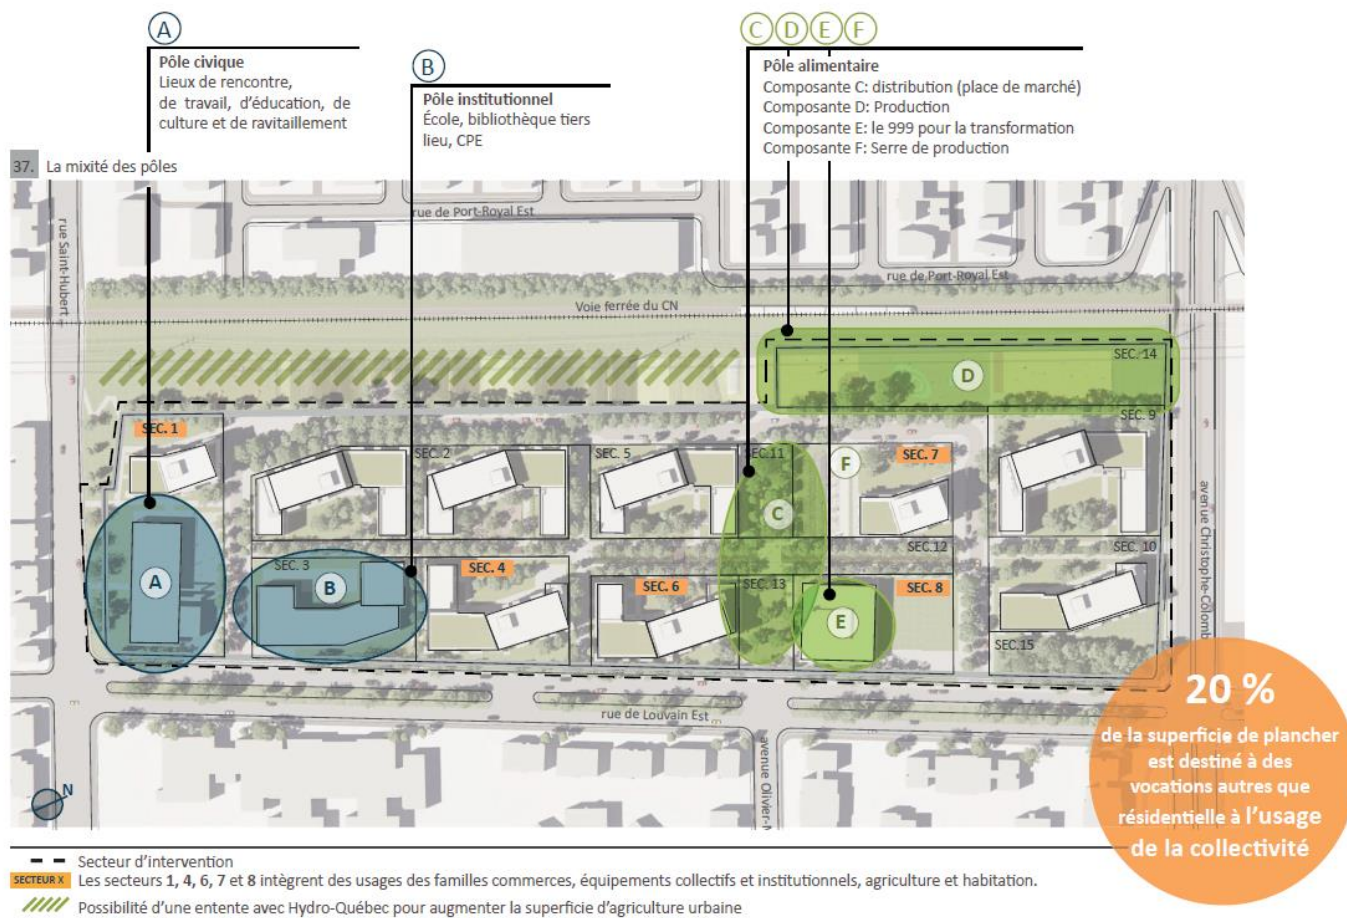 A
Pôle civique
Lieux de rencontre,
de travail, d'éducation, de
culture et de ravitaillement
B
Pôle institutionnel
École, bibliothèque tiers
lieu, CPE
C D E F
Pôle alimentaire
Composante C: distribution (place de marché)
Composante D: Production
Composante E: le 999 pour la transformation
Composante F: Serre de production
37. La mixité des pôles
rue Saint-Hubert
rue de Port-Royal Est
rue de Port-Royal Est
Voie ferrée du CN
SEC. 14
D
SEC. 1
SEC. 9
SEC. 2
SEC. 5
SEC.11
F
SEC. 7
C
avenue Christophe-Colomb
SEC. 3
SEC. 4
SEC.12
SEC. 10
A
B
SEC. 6
SEC. 13
SEC. 8
E
SEC.15
rue de Louvain Est
avenue Olivier-
N
20 %
de la superficie de plancher
est destiné à des
vocations autres que
résidentielle à l'usage
de la collectivité
Secteur d'intervention
SECTEUR X Les secteurs 1, 4, 6, 7 et 8 intègrent des usages des familles commerces, équipements collectifs et institutionnels, agriculture et habitation.
Possibilité d'une entente avec Hydro-Québec pour augmenter la superficie d'agriculture urbaine